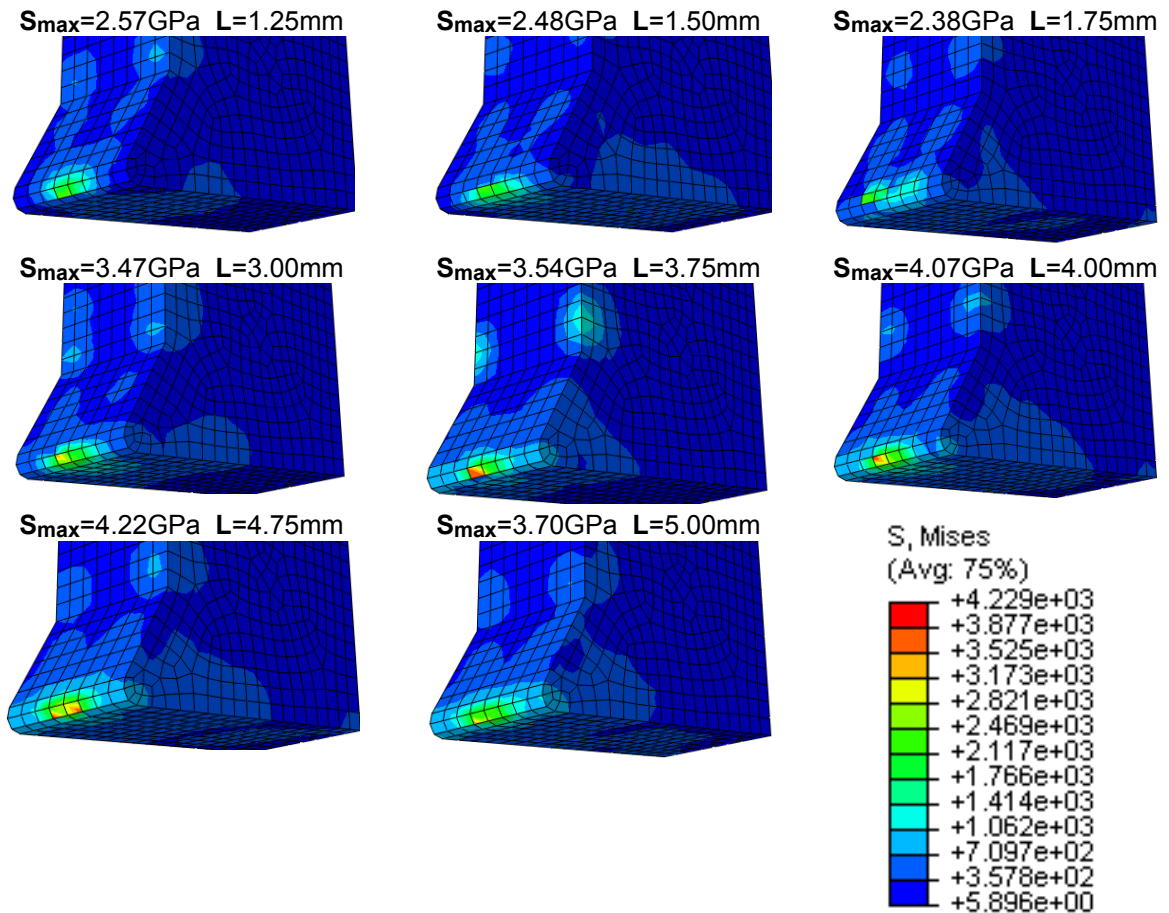 Smax=2.57GPa L=1.25mm
Smax=2.48GPa L=1.50mm
Smax=2.38GPa L=1.75mm
Smax=3.47GPa L=3.00mm
Smax=3.54GPa L=3.75mm
Smax=4.07GPa L=4.00mm
Smax=4.22GPa L=4.75mm
Smax=3.70GPa L=5.00mm
S, Mises
(Avg: 75%)
+4.229e+03
+3.877e+03
+3.525e+03
+3.173e+03
+2.821e+03
+2.469e+03
+2.117e+03
+1.766e+03
+1.414e+03
+1.062e+03
+7.097e+02
+3.578e+02
+5.896e+00